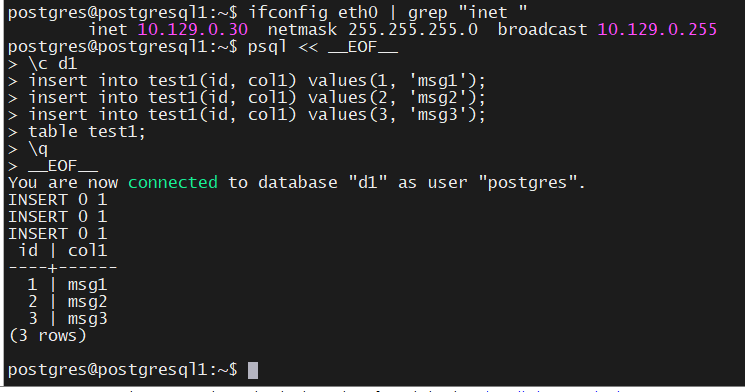 postgres@postgresql1:~$ ifconfig eth0 | grep "inet "
        inet 10.129.0.30  netmask 255.255.255.0  broadcast 10.129.0.255
postgres@postgresql1:~$ psql << __EOF__
> \c d1
> insert into test1(id, col1) values(1, 'msg1');
> insert into test1(id, col1) values(2, 'msg2');
> insert into test1(id, col1) values(3, 'msg3');
> table test1;
> \q
> __EOF__
You are now connected to database "d1" as user "postgres".
INSERT 0 1
INSERT 0 1
INSERT 0 1
 id | col1
----+------
  1 | msg1
  2 | msg2
  3 | msg3
(3 rows)

postgres@postgresql1:~$